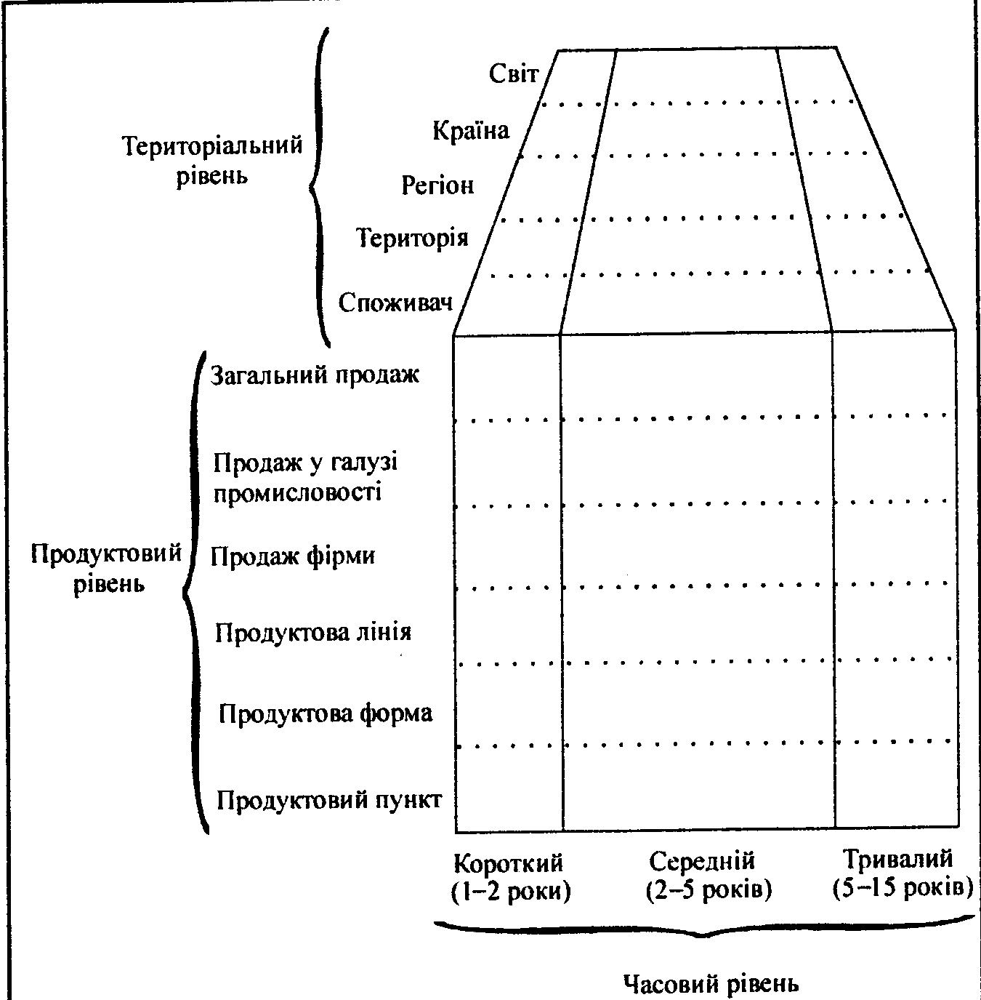 Світ
Країна
Територіальний
рівень
Регіон
Територія
Споживач
Загальний продаж
Продаж у галузі
промисловості
Продуктовий
рівень
Продаж фірми
Продуктова лінія
Продуктова форма
Продуктовий пункт
Короткий
(1–2 роки)
Середній
(2–5 років)
Тривалий
(5–15 років)
Часовий рівень